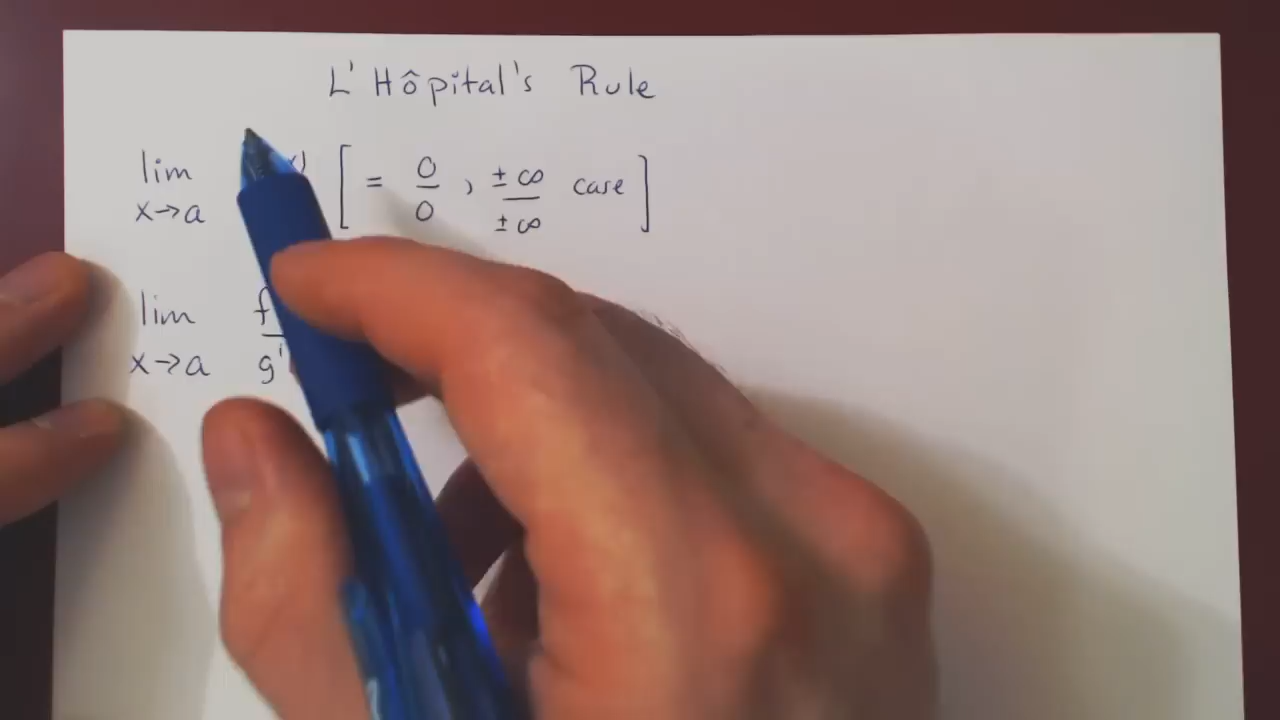 L'Hôpital's Rule
lim x→a x) [ = 0/0 , ±∞/±∞ case ]
lim x→a f / g'